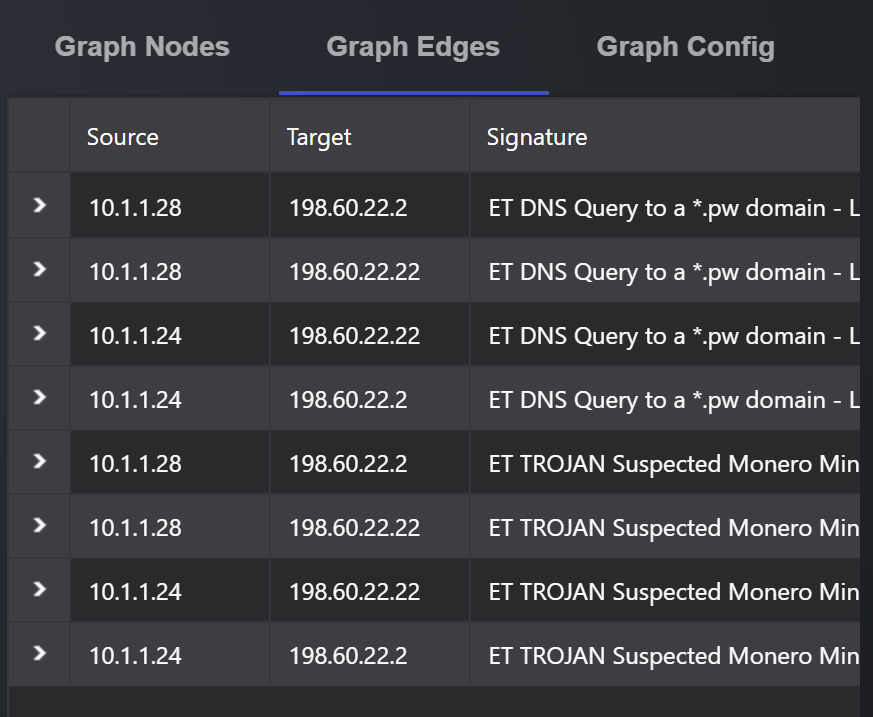 Graph Nodes Graph Edges Graph Config
Source Target Signature
10.1.1.28 198.60.22.2 ET DNS Query to a *.pw domain - L
10.1.1.28 198.60.22.22 ET DNS Query to a *.pw domain - L
10.1.1.24 198.60.22.22 ET DNS Query to a *.pw domain - L
10.1.1.24 198.60.22.2 ET DNS Query to a *.pw domain - L
10.1.1.28 198.60.22.2 ET TROJAN Suspected Monero Min
10.1.1.28 198.60.22.22 ET TROJAN Suspected Monero Min
10.1.1.24 198.60.22.22 ET TROJAN Suspected Monero Min
10.1.1.24 198.60.22.2 ET TROJAN Suspected Monero Min